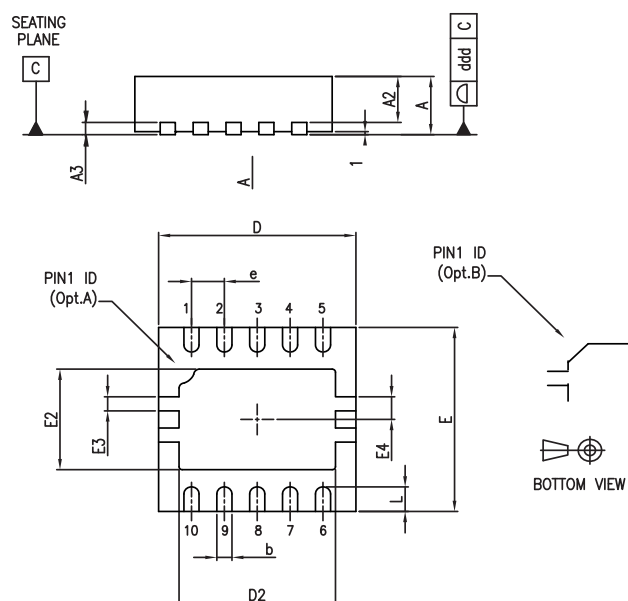 SEATING
PLANE
C
C
ddd
A2
A
A3
1
A
D
PIN1 ID
(Opt.A)
e
1 2 3 4 5
PIN1 ID
(Opt.B)
E2
E3
E4
E
L
BOTTOM VIEW
10 9 8 7 6
b
D2